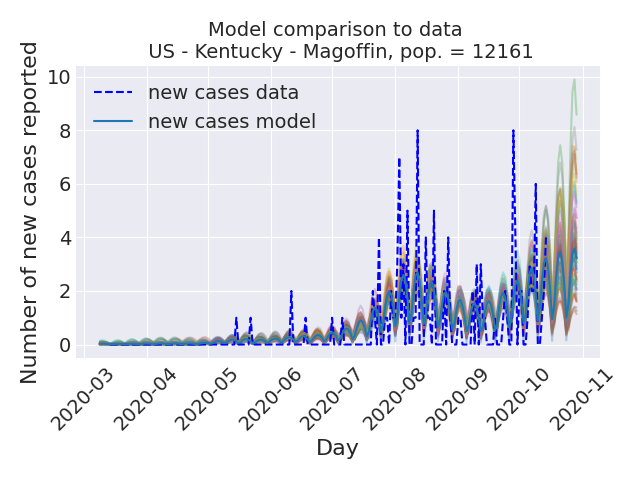 Model comparison to data
US - Kentucky - Magoffin, pop. = 12161
Number of new cases reported
10
8
6
4
2
0
new cases data
new cases model
2020-03
2020-04
2020-05
2020-06
2020-07
2020-08
2020-09
2020-10
2020-11
Day